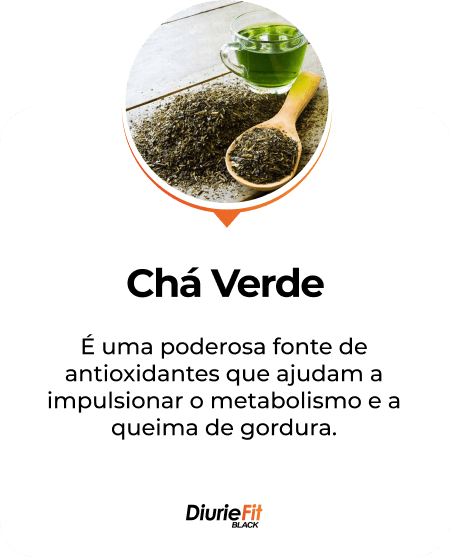 Chá Verde
É uma poderosa fonte de
antioxidantes que ajudam a
impulsionar o metabolismo e a
queima de gordura.
DiurieFit
BLACK